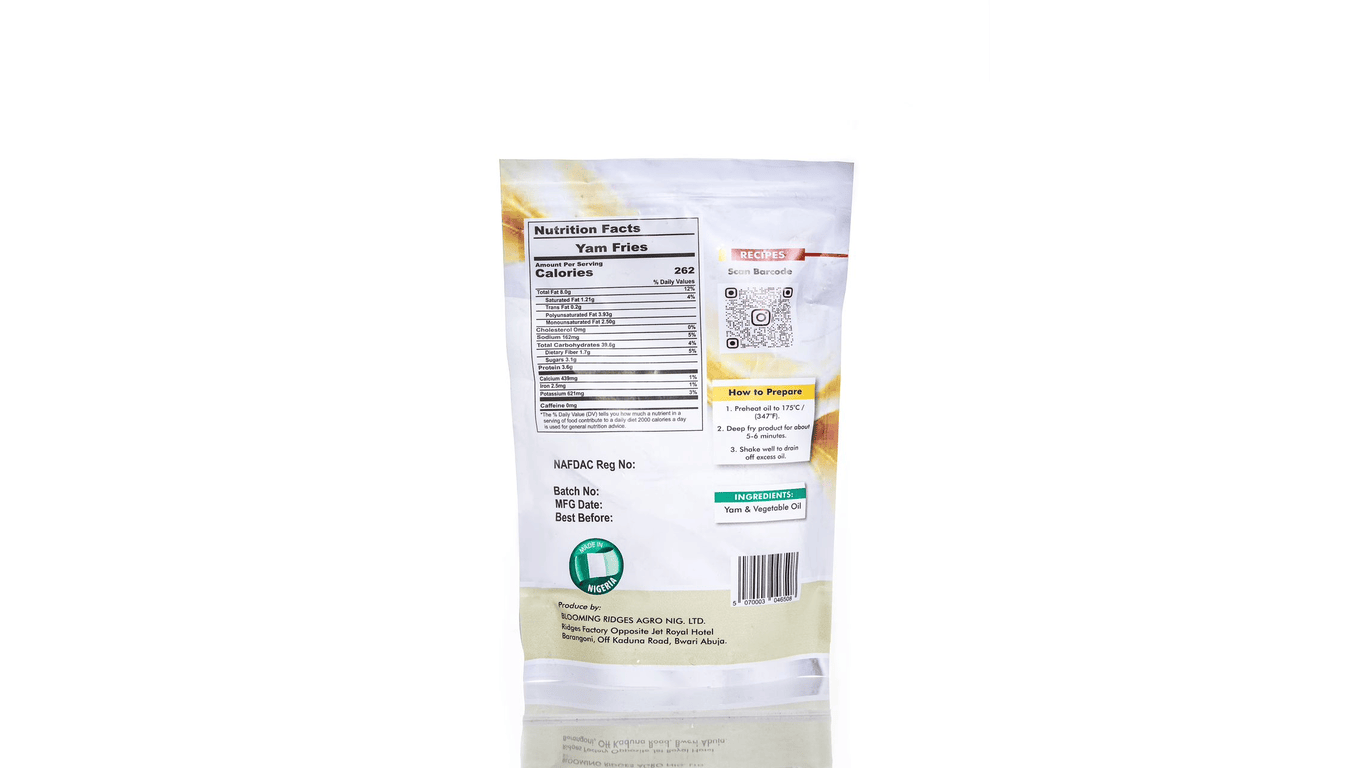 Nutrition Facts
Yam Fries
Amount Per Serving
Calories 262
% Daily Values
Total Fat 8.0g 12%
Saturated Fat 1.21g 4%
Trans Fat 0.2g
Polyunsaturated Fat 3.93g
Monounsaturated Fat 2.50g
Cholesterol 0mg 0%
Sodium 162mg 5%
Total Carbohydrates 39.6g 4%
Dietary Fiber 1.7g 5%
Sugars 3.1g
Protein 3.6g
Calcium 439mg 1%
Iron 2.5mg 1%
Potassium 621mg 3%
Caffeine 0mg
*The % Daily Value (DV) tells you how much a nutrient in a
serving of food contribute to a daily diet 2000 calories a day
is used for general nutrition advice.
RECIPES
Scan Barcode
How to Prepare
1. Preheat oil to 175°C /
(347°F).
2. Deep fry product for about
5-6 minutes.
3. Shake well to drain
off excess oil.
NAFDAC Reg No:
Batch No:
MFG Date:
Best Before:
INGREDIENTS:
Yam & Vegetable Oil
MADE IN
NIGERIA
5 070003 046508
Produce by:
BLOOMING RIDGES AGRO NIG. LTD.
Ridges Factory Opposite Jet Royal Hotel
Barangoni, Off Kaduna Road, Bwari Abuja.